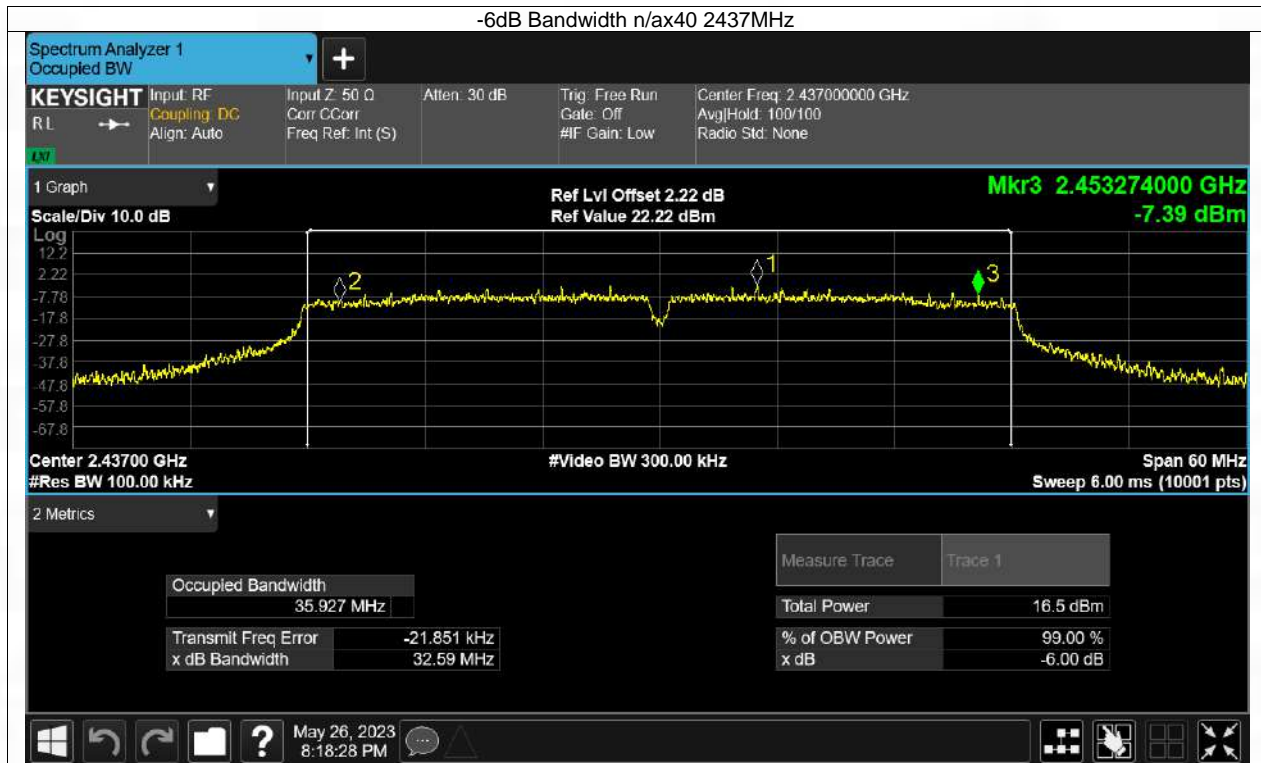 -6dB Bandwidth n/ax40 2437MHz
Spectrum Analyzer 1
Occupied BW
+
KEYSIGHT Input: RF Input Z: 50 Ω Atten: 30 dB Trig: Free Run Center Freq: 2.437000000 GHz
RL Coupling: DC Corr CCorr Gate: Off Avg|Hold: 100/100
Align: Auto Freq Ref: Int (S) #IF Gain: Low Radio Std: None
LXI
1 Graph Ref Lvl Offset 2.22 dB Mkr3 2.453274000 GHz
Scale/Div 10.0 dB Ref Value 22.22 dBm -7.39 dBm
Log
12.2
2.22
-7.78
-17.8
-27.8
-37.8
-47.8
-57.8
-67.8
2 1 3
Center 2.43700 GHz #Video BW 300.00 kHz Span 60 MHz
#Res BW 100.00 kHz Sweep 6.00 ms (10001 pts)
2 Metrics
Measure Trace Trace 1
Occupied Bandwidth
35.927 MHz Total Power 16.5 dBm
Transmit Freq Error -21.851 kHz % of OBW Power 99.00 %
x dB Bandwidth 32.59 MHz x dB -6.00 dB
? May 26, 2023
8:18:28 PM